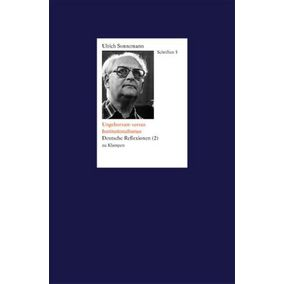 Ulrich Sonnemann
Schriften 5
Ungehorsam versus
Institutionalismus
Deutsche Reflexionen (2)
zu Klampen